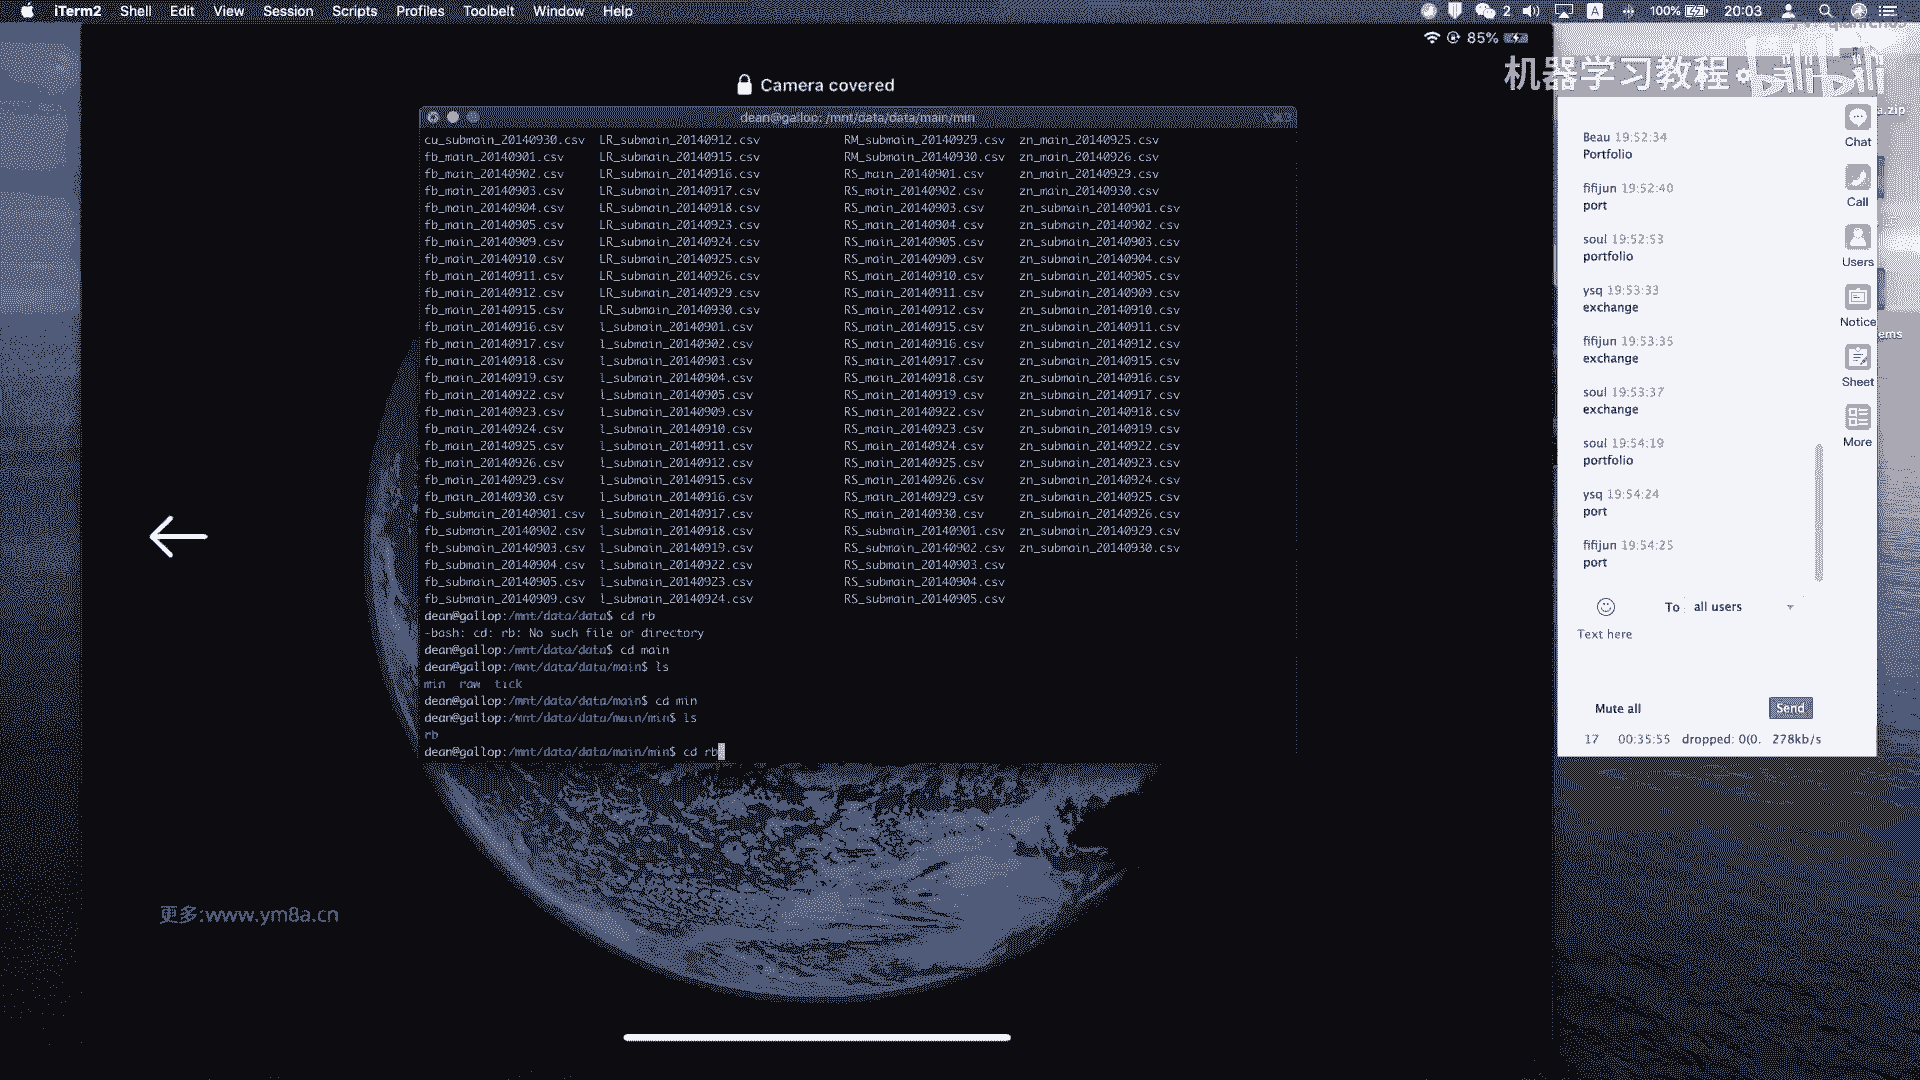 iTerm2 Shell Edit View Session Scripts Profiles Toolbelt Window Help
2 A 100% 20:03
85%
Camera covered
机器学习教程 bilibili
a.zip
ems
dean@gallop: /mnt/data/data/main/min
cu_submain_20140930.csv LR_submain_20140912.csv RM_submain_20140929.csv zn_main_20140925.csv
fb_main_20140901.csv LR_submain_20140915.csv RM_submain_20140930.csv zn_main_20140926.csv
fb_main_20140902.csv LR_submain_20140916.csv RS_main_20140901.csv zn_main_20140929.csv
fb_main_20140903.csv LR_submain_20140917.csv RS_main_20140902.csv zn_main_20140930.csv
fb_main_20140904.csv LR_submain_20140918.csv RS_main_20140903.csv zn_submain_20140901.csv
fb_main_20140905.csv LR_submain_20140923.csv RS_main_20140904.csv zn_submain_20140902.csv
fb_main_20140909.csv LR_submain_20140924.csv RS_main_20140905.csv zn_submain_20140903.csv
fb_main_20140910.csv LR_submain_20140925.csv RS_main_20140909.csv zn_submain_20140904.csv
fb_main_20140911.csv LR_submain_20140926.csv RS_main_20140910.csv zn_submain_20140905.csv
fb_main_20140912.csv LR_submain_20140929.csv RS_main_20140911.csv zn_submain_20140909.csv
fb_main_20140915.csv LR_submain_20140930.csv RS_main_20140912.csv zn_submain_20140910.csv
fb_main_20140916.csv l_submain_20140901.csv RS_main_20140915.csv zn_submain_20140911.csv
fb_main_20140917.csv l_submain_20140902.csv RS_main_20140916.csv zn_submain_20140912.csv
fb_main_20140918.csv l_submain_20140903.csv RS_main_20140917.csv zn_submain_20140915.csv
fb_main_20140919.csv l_submain_20140904.csv RS_main_20140918.csv zn_submain_20140916.csv
fb_main_20140922.csv l_submain_20140905.csv RS_main_20140919.csv zn_submain_20140917.csv
fb_main_20140923.csv l_submain_20140909.csv RS_main_20140922.csv zn_submain_20140918.csv
fb_main_20140924.csv l_submain_20140910.csv RS_main_20140923.csv zn_submain_20140919.csv
fb_main_20140925.csv l_submain_20140911.csv RS_main_20140924.csv zn_submain_20140922.csv
fb_main_20140926.csv l_submain_20140912.csv RS_main_20140925.csv zn_submain_20140923.csv
fb_main_20140929.csv l_submain_20140915.csv RS_main_20140926.csv zn_submain_20140924.csv
fb_main_20140930.csv l_submain_20140916.csv RS_main_20140929.csv zn_submain_20140925.csv
fb_submain_20140901.csv l_submain_20140917.csv RS_main_20140930.csv zn_submain_20140926.csv
fb_submain_20140902.csv l_submain_20140918.csv RS_submain_20140901.csv zn_submain_20140929.csv
fb_submain_20140903.csv l_submain_20140919.csv RS_submain_20140902.csv zn_submain_20140930.csv
fb_submain_20140904.csv l_submain_20140922.csv RS_submain_20140903.csv
fb_submain_20140905.csv l_submain_20140923.csv RS_submain_20140904.csv
fb_submain_20140909.csv l_submain_20140924.csv RS_submain_20140905.csv
dean@gallop:/mnt/data/data$ cd rb
-bash: cd: rb: No such file or directory
dean@gallop:/mnt/data/data$ cd main
dean@gallop:/mnt/data/data/main$ ls
min raw tick
dean@gallop:/mnt/data/data/main$ cd min
dean@gallop:/mnt/data/data/main/min$ ls
rb
dean@gallop:/mnt/data/data/main/min$ cd rb
更多:www.ym8a.cn
Beau 19:52:34
Portfolio
fifijun 19:52:40
port
soul 19:52:53
portfolio
ysq 19:53:33
exchange
fifijun 19:53:35
exchange
soul 19:53:37
exchange
soul 19:54:19
portfolio
ysq 19:54:24
port
fifijun 19:54:25
port
To all users
Text here
Mute all Send
17 00:35:55 dropped: 0(0. 278kb/s
Chat
Call
Users
Notice
Sheet
More